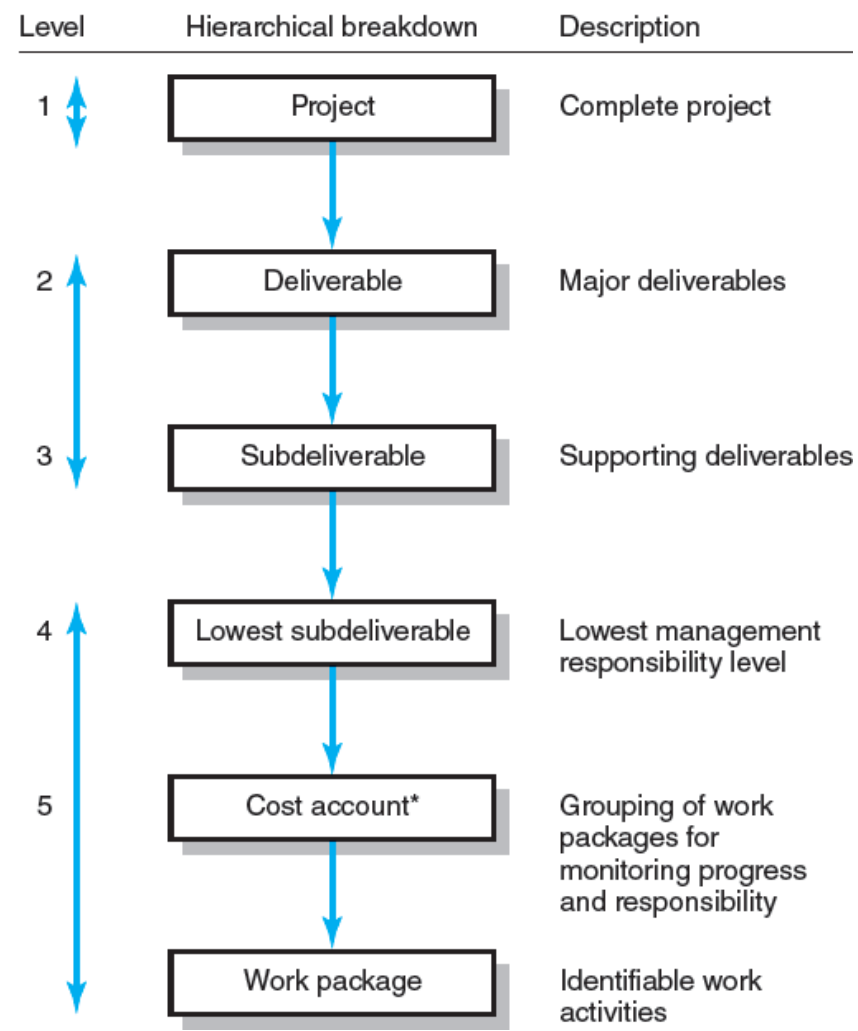 Level Hierarchical breakdown Description
1 Project Complete project
2 Deliverable Major deliverables
3 Subdeliverable Supporting deliverables
4 Lowest subdeliverable Lowest management
responsibility level
5 Cost account* Grouping of work
packages for
monitoring progress
and responsibility
Work package Identifiable work
activities